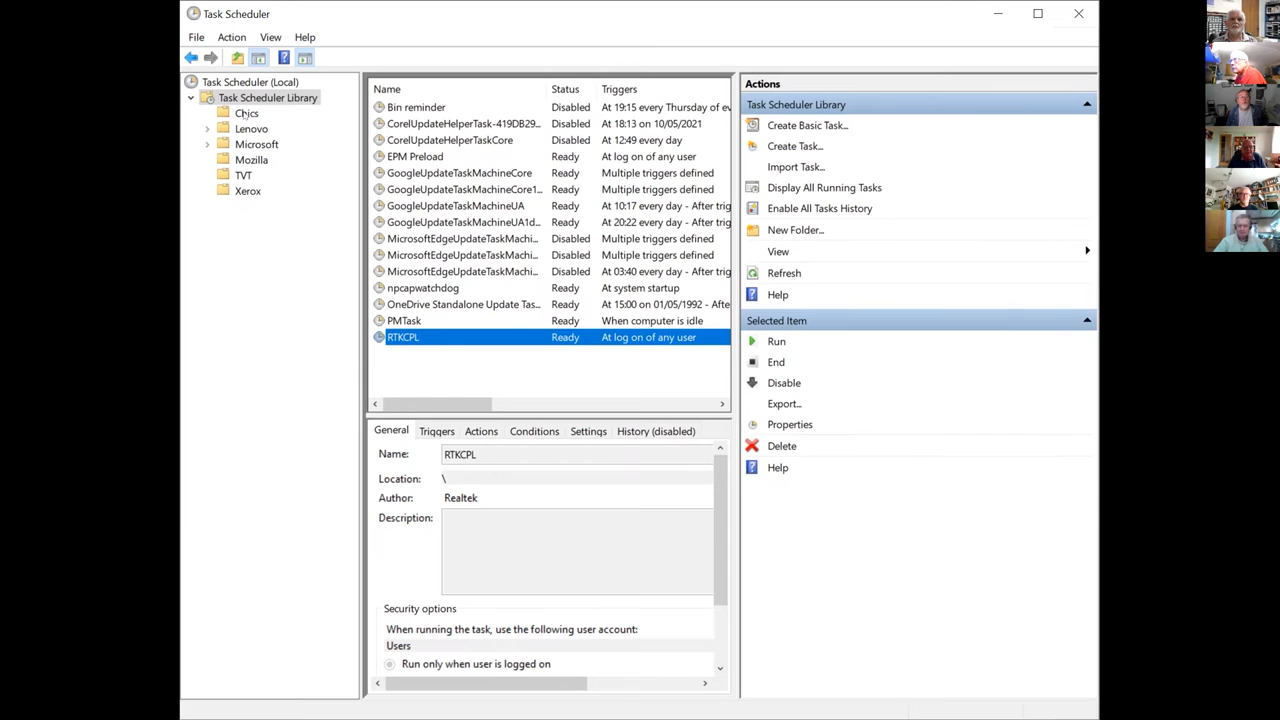 Task Scheduler
File Action View Help
Task Scheduler (Local)
Task Scheduler Library
Chics
Lenovo
Microsoft
Mozilla
TVT
Xerox
Name Status Triggers
Bin reminder Disabled At 19:15 every Thursday of ev
CorelUpdateHelperTask-419DB29... Disabled At 18:13 on 10/05/2021
CorelUpdateHelperTaskCore Disabled At 12:49 every day
EPM Preload Ready At log on of any user
GoogleUpdateTaskMachineCore Ready Multiple triggers defined
GoogleUpdateTaskMachineCore1... Ready Multiple triggers defined
GoogleUpdateTaskMachineUA Ready At 10:17 every day - After trig
GoogleUpdateTaskMachineUA1d... Ready At 20:22 every day - After trig
MicrosoftEdgeUpdateTaskMachi... Disabled Multiple triggers defined
MicrosoftEdgeUpdateTaskMachi... Disabled Multiple triggers defined
MicrosoftEdgeUpdateTaskMachi... Disabled At 03:40 every day - After trig
npcapwatchdog Ready At system startup
OneDrive Standalone Update Tas... Ready At 15:00 on 01/05/1992 - Afte
PMTask Ready When computer is idle
RTKCPL Ready At log on of any user
General Triggers Actions Conditions Settings History (disabled)
Name: RTKCPL
Location: \
Author: Realtek
Description:
Security options
When running the task, use the following user account:
Users
Run only when user is logged on
Actions
Task Scheduler Library
Create Basic Task...
Create Task...
Import Task...
Display All Running Tasks
Enable All Tasks History
New Folder...
View
Refresh
Help
Selected Item
Run
End
Disable
Export...
Properties
Delete
Help